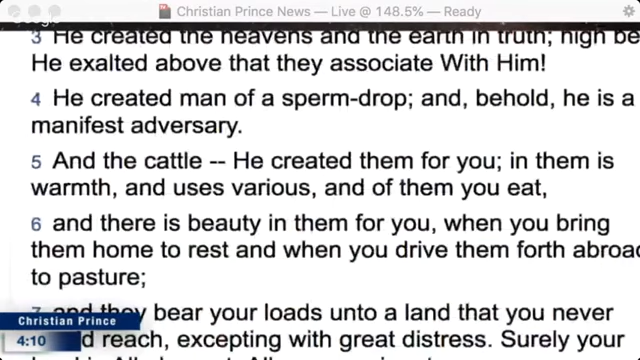 Christian Prince News — Live @ 148.5% — Ready
3 He created the heavens and the earth in truth; high be
He exalted above that they associate With Him!
4 He created man of a sperm-drop; and, behold, he is a
manifest adversary.
5 And the cattle -- He created them for you; in them is
warmth, and uses various, and of them you eat,
6 and there is beauty in them for you, when you bring
them home to rest and when you drive them forth abroad
to pasture;
7 and they bear your loads unto a land that you never
Christian Prince
4:10
reach, excepting with great distress. Surely your